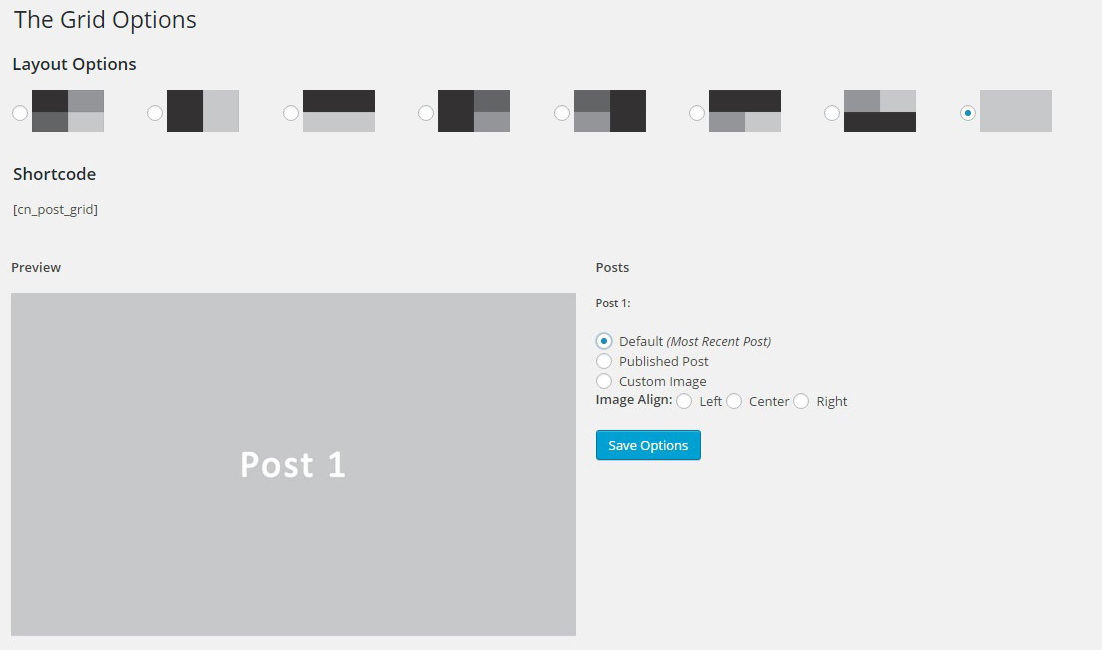 The Grid Options
Layout Options
Shortcode
[cn_post_grid]
Preview
Post 1
Posts
Post 1:
Default (Most Recent Post)
Published Post
Custom Image
Image Align: Left Center Right
Save Options